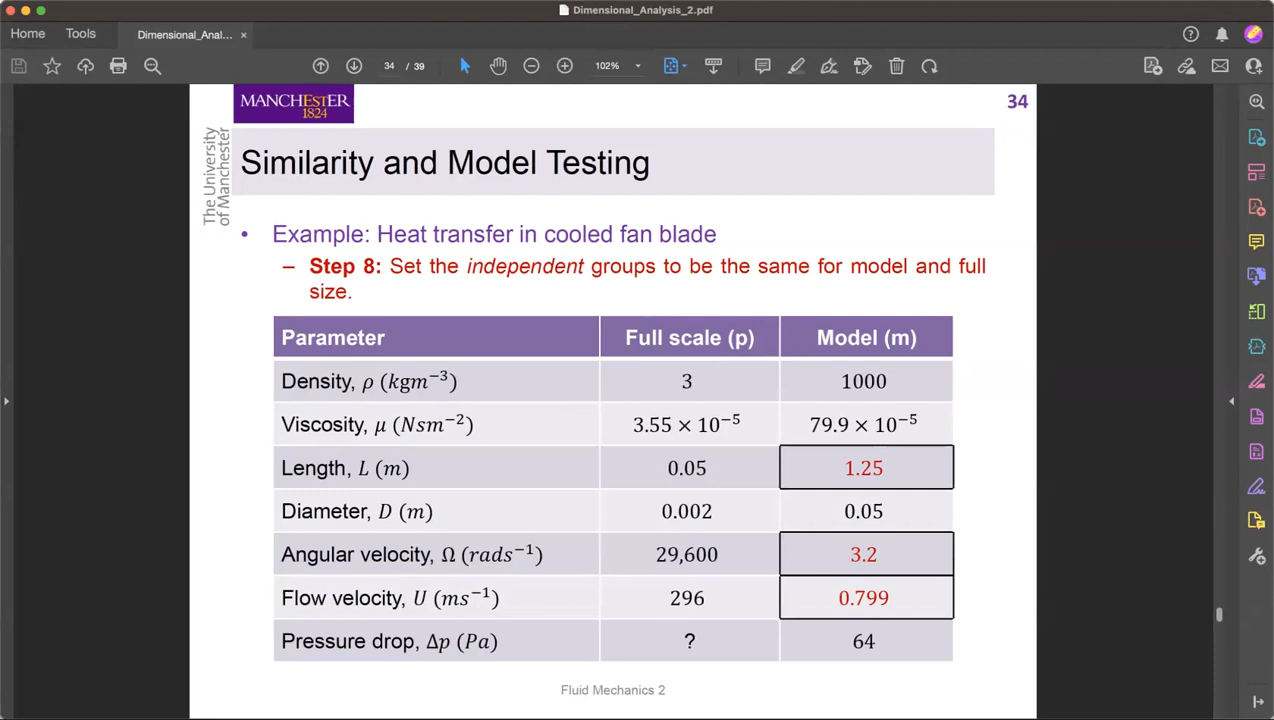 Dimensional_Analysis_2.pdf
Home
Tools
Dimensional_Anal...
34 / 39
102%
MANCHESTER
1824
The University
of Manchester
34
Similarity and Model Testing
• Example: Heat transfer in cooled fan blade
– Step 8: Set the independent groups to be the same for model and full
size.
Parameter Full scale (p) Model (m)
Density, ρ (kgm⁻³) 3 1000
Viscosity, μ (Nsm⁻²) 3.55 × 10⁻⁵ 79.9 × 10⁻⁵
Length, L (m) 0.05 1.25
Diameter, D (m) 0.002 0.05
Angular velocity, Ω (rads⁻¹) 29,600 3.2
Flow velocity, U (ms⁻¹) 296 0.799
Pressure drop, Δp (Pa) ? 64
Fluid Mechanics 2